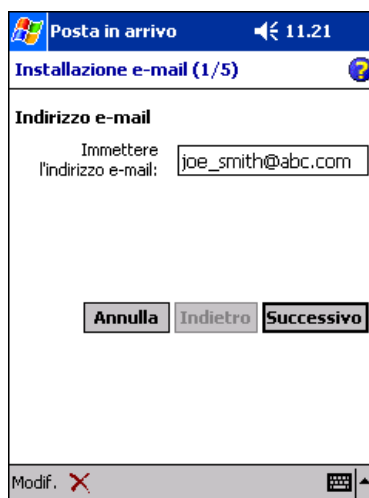 Posta in arrivo 11.21
Installazione e-mail (1/5)
Indirizzo e-mail
Immettere
l'indirizzo e-mail:
joe_smith@abc.com
Annulla Indietro Successivo
Modif.